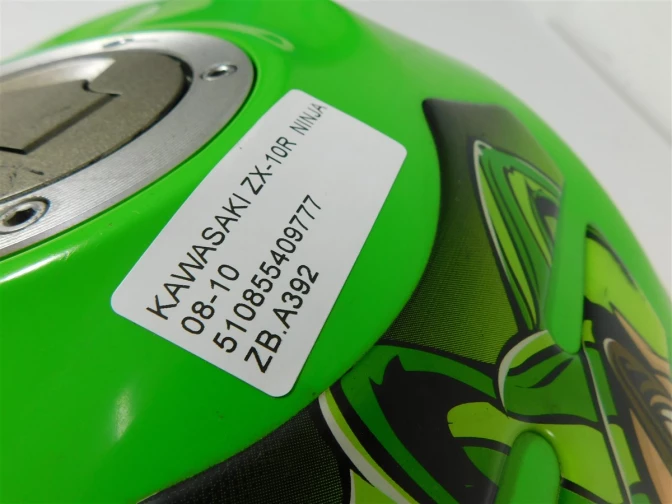 KAWASAKI ZX-10R NINJA
08-10
510855409777
ZB.A392